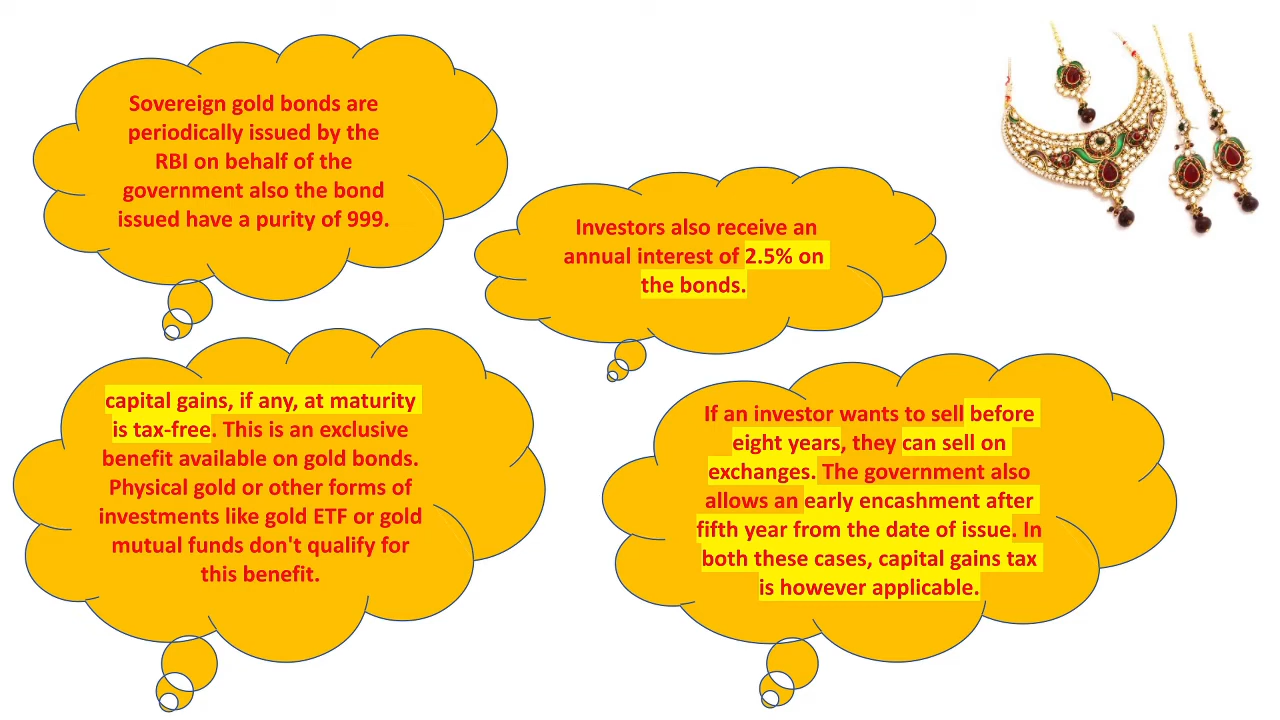 Sovereign gold bonds are
periodically issued by the
RBI on behalf of the
government also the bond
issued have a purity of 999.
Investors also receive an
annual interest of 2.5% on
the bonds.
capital gains, if any, at maturity
is tax-free. This is an exclusive
benefit available on gold bonds.
Physical gold or other forms of
investments like gold ETF or gold
mutual funds don't qualify for
this benefit.
If an investor wants to sell before
eight years, they can sell on
exchanges. The government also
allows an early encashment after
fifth year from the date of issue. In
both these cases, capital gains tax
is however applicable.